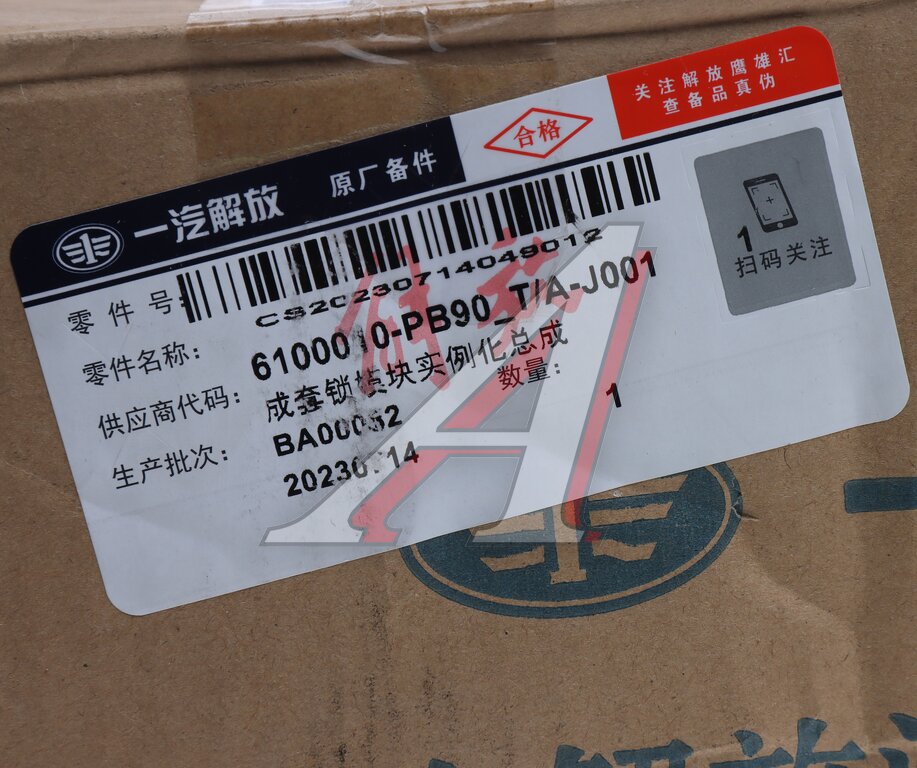 一汽解放 原厂备件
合格
关注解放鹰雄汇
查备品真伪
零件号:
CS20230714049012
零件名称: 6100010-PB90_T/A-J001
供应商代码: 成套锁模块实例化总成
数量: 1
生产批次: BA00052
20230714
1
扫码关注